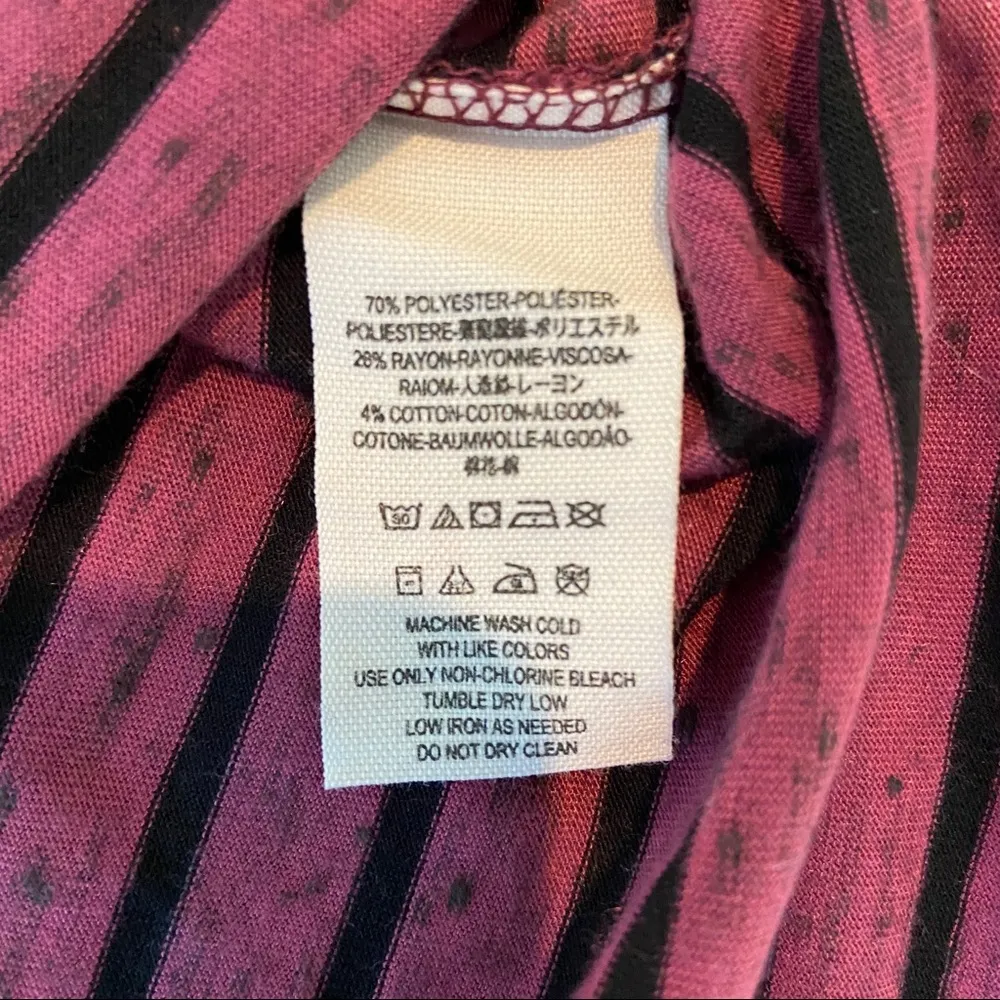 70% POLYESTER-POLIÉSTER-
POLIESTERE-聚酯纖維-ポリエステル
26% RAYON-RAYONNE-VISCOSA-
RAIOM-人造絲-レーヨン
4% COTTON-COTON-ALGODÓN-
COTONE-BAUMWOLLE-ALGODÃO-
棉花-綿
30
MACHINE WASH COLD
WITH LIKE COLORS
USE ONLY NON-CHLORINE BLEACH
TUMBLE DRY LOW
LOW IRON AS NEEDED
DO NOT DRY CLEAN